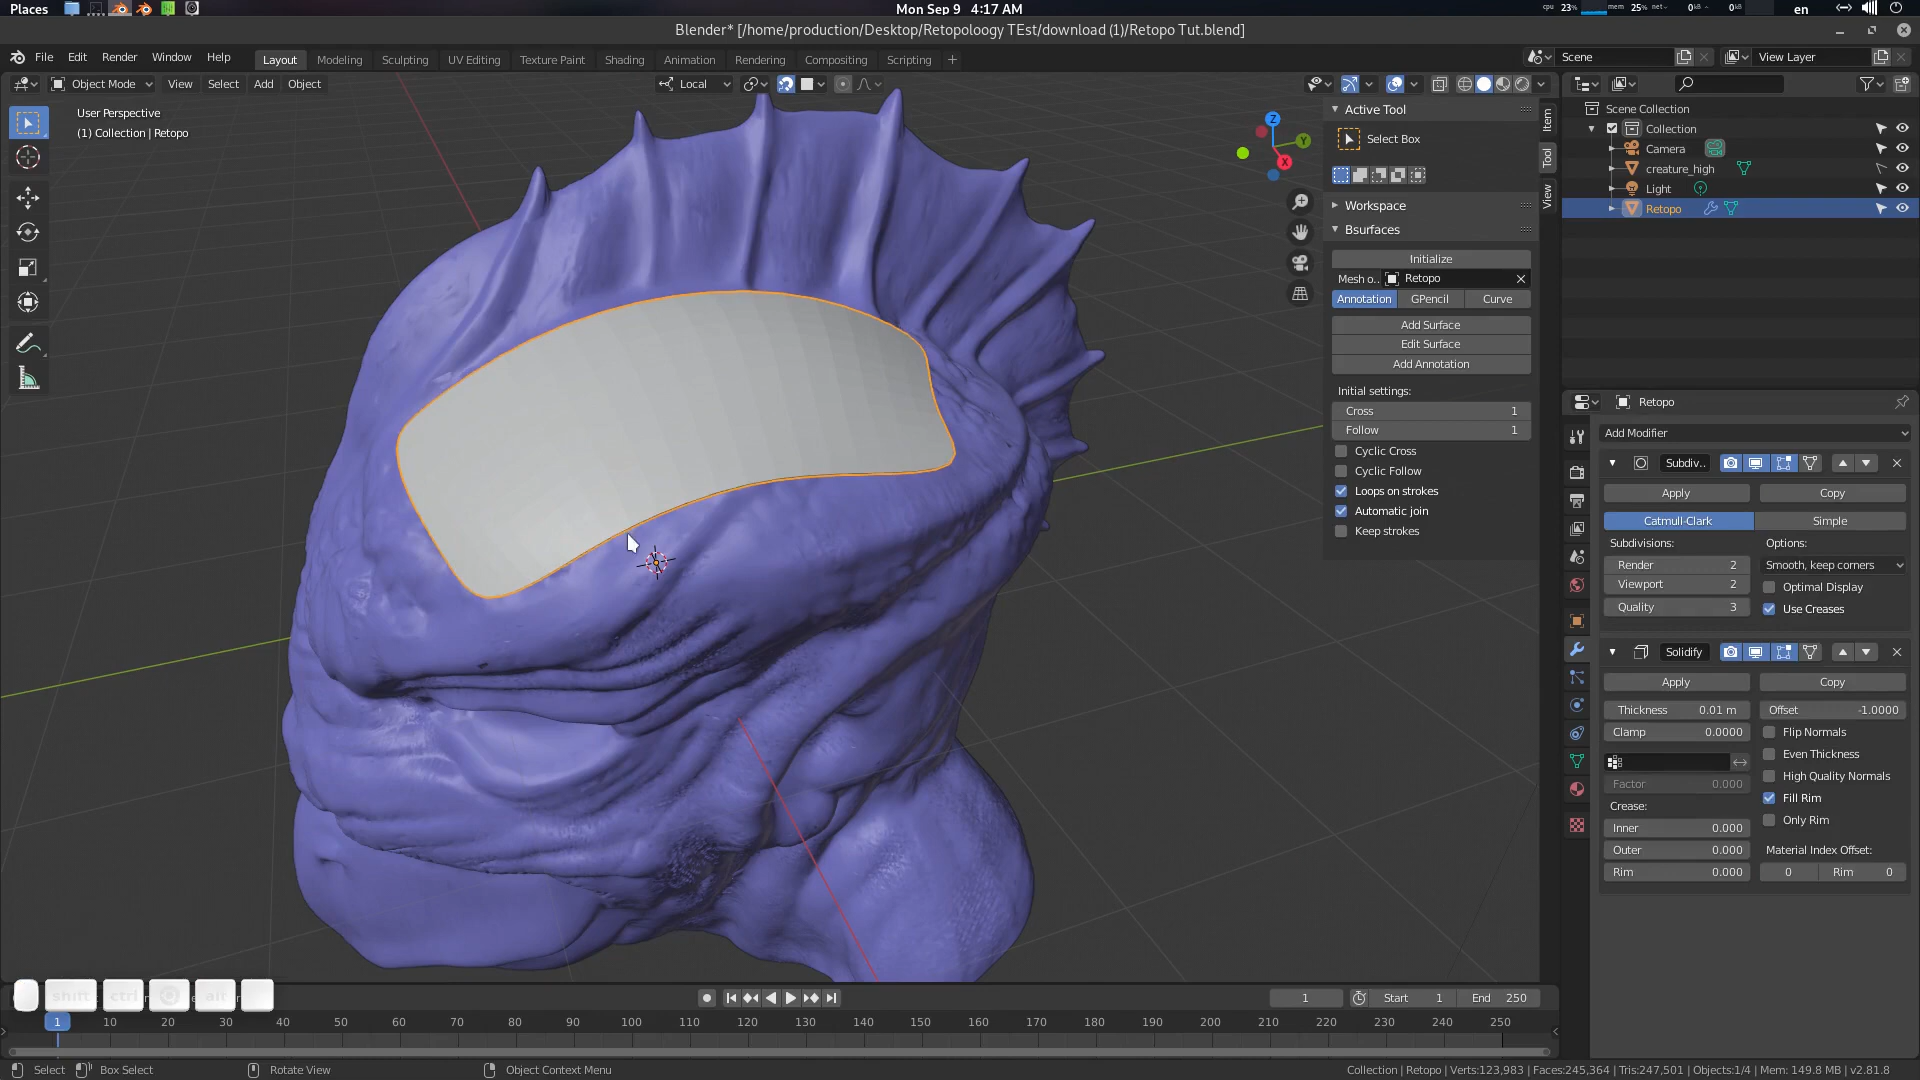 Places
Mon Sep 9 4:17 AM
cpu 23% mem 25% net 0kB 0kB en
Blender* [/home/production/Desktop/Retopoloogy TEst/download (1)/Retopo Tut.blend]
File Edit Render Window Help Layout Modeling Sculpting UV Editing Texture Paint Shading Animation Rendering Compositing Scripting + Scene View Layer
Object Mode View Select Add Object Local
User Perspective
(1) Collection | Retopo
Z
Y
X
Active Tool
Select Box
Workspace
Bsurfaces
Initialize
Mesh o.. Retopo
Annotation GPencil Curve
Add Surface
Edit Surface
Add Annotation
Initial settings:
Cross 1
Follow 1
Cyclic Cross
Cyclic Follow
Loops on strokes
Automatic join
Keep strokes
Item
Tool
View
Scene Collection
Collection
Camera
creature_high
Light
Retopo
Retopo
Add Modifier
Subdiv..
Apply Copy
Catmull-Clark Simple
Subdivisions: Options:
Render 2 Smooth, keep corners
Viewport 2 Optimal Display
Quality 3 Use Creases
Solidify
Apply Copy
Thickness 0.01 m Offset -1.0000
Clamp 0.0000 Flip Normals
Even Thickness
High Quality Normals
Factor 0.000
Fill Rim
Crease:
Only Rim
Inner 0.000
Outer 0.000 Material Index Offset:
Rim 0.000 0 Rim 0
shift ctrl alt
1 Start 1 End 250
1 10 20 30 40 50 60 70 80 90 100 110 120 130 140 150 160 170 180 190 200 210 220 230 240 250
Select Box Select Rotate View Object Context Menu
Collection | Retopo | Verts:123,983 | Faces:245,364 | Tris:247,501 | Objects:1/4 | Mem: 149.8 MB | v2.81.8